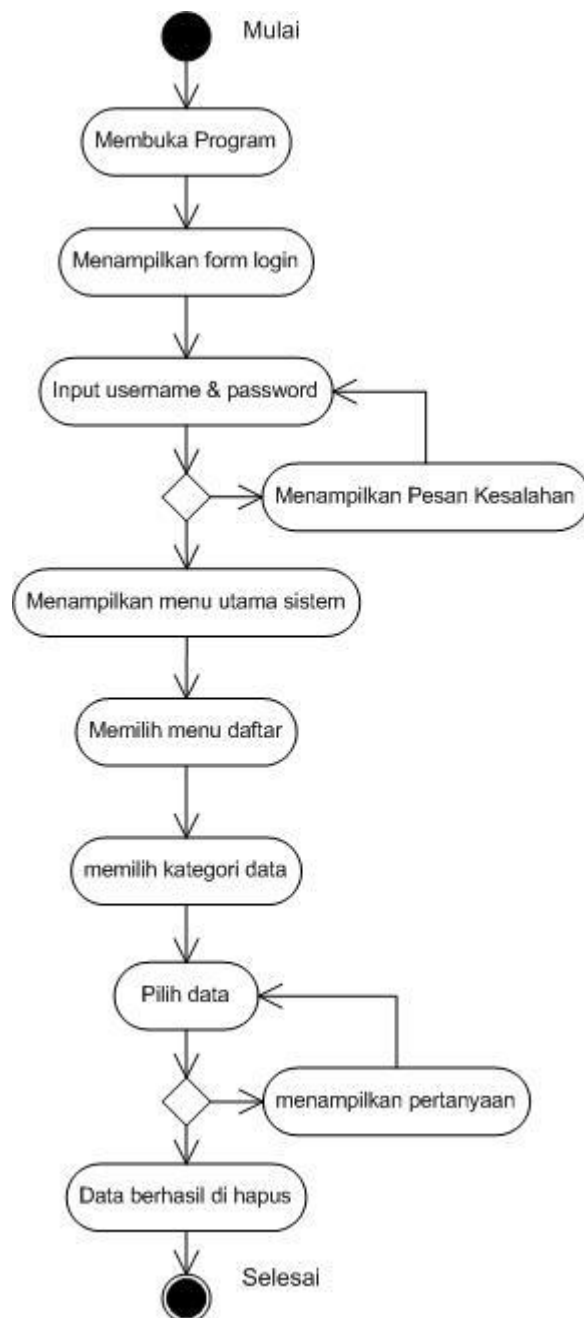 Mulai
Membuka Program
Menampilkan form login
Input username & password
Menampilkan Pesan Kesalahan
Menampilkan menu utama sistem
Memilih menu daftar
memilih kategori data
Pilih data
menampilkan pertanyaan
Data berhasil di hapus
Selesai